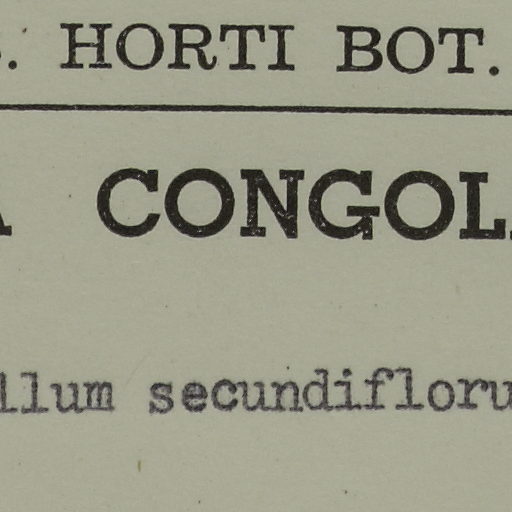 . HORTI BOT.
A CONGOL
llum secundifloru